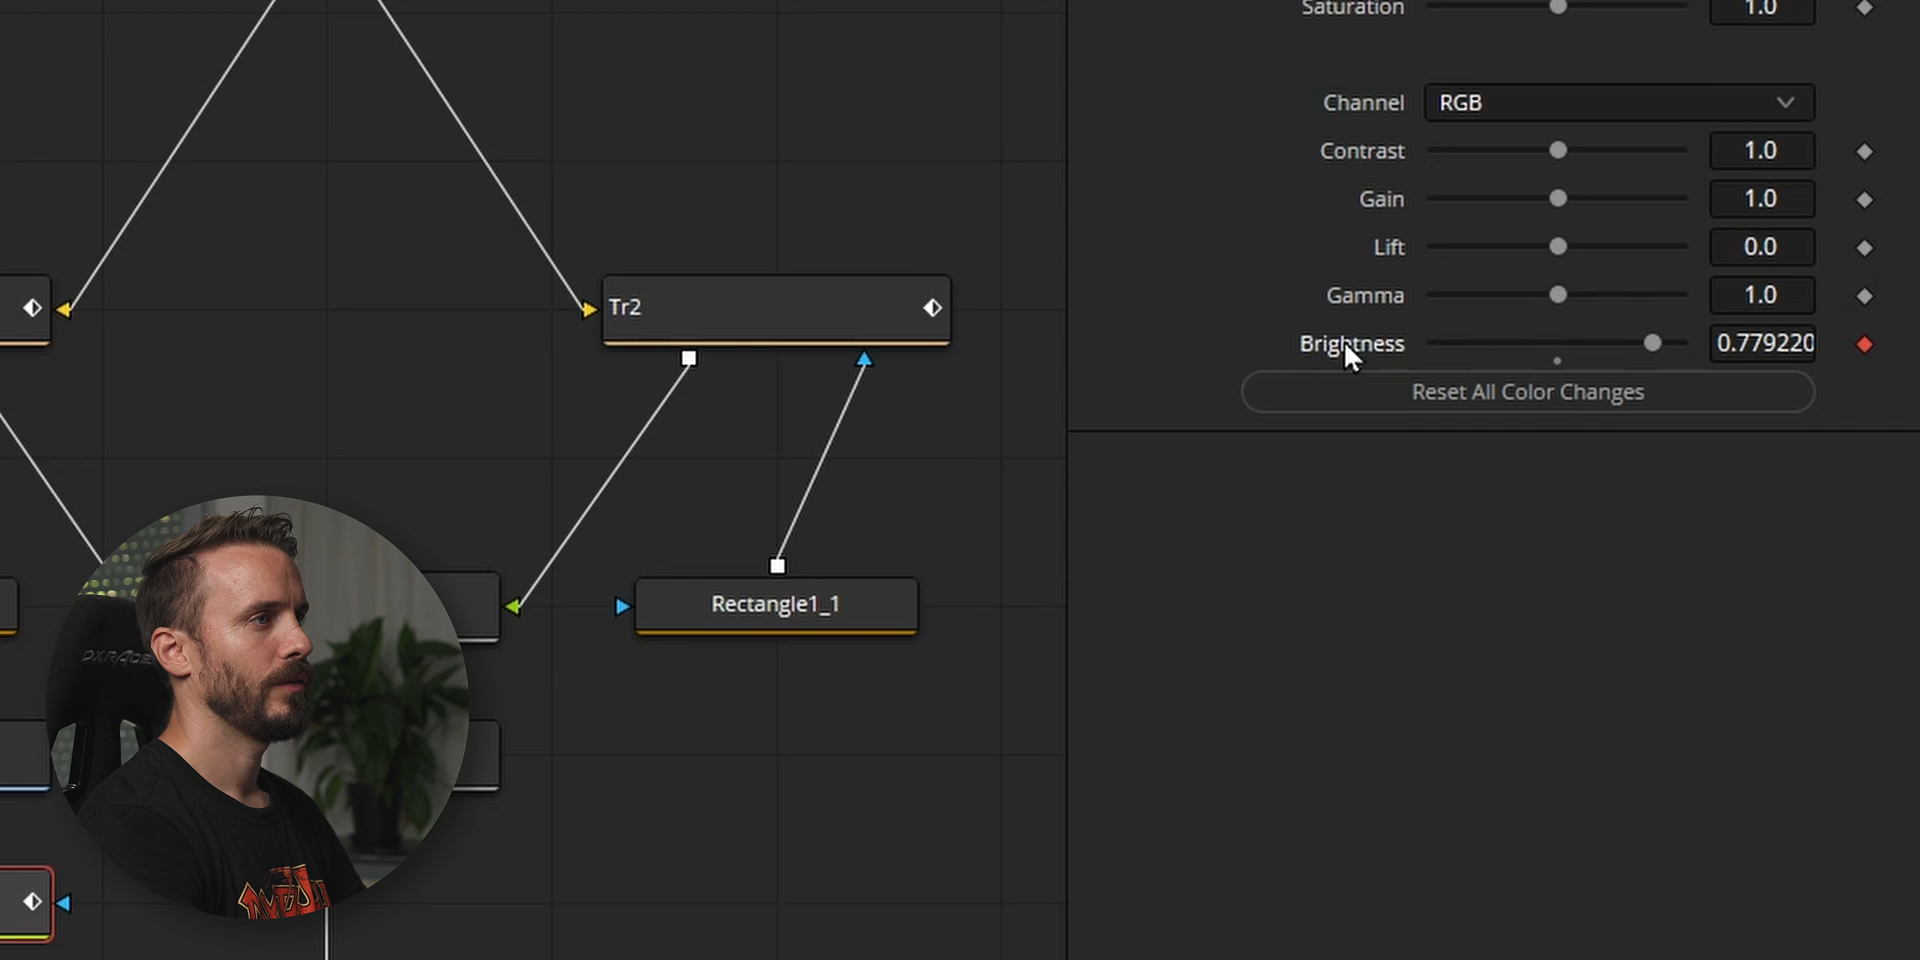 Saturation 1.0
Channel RGB
Contrast 1.0
Gain 1.0
Lift 0.0
Gamma 1.0
Brightness 0.779220
Reset All Color Changes
Tr2
Rectangle1_1